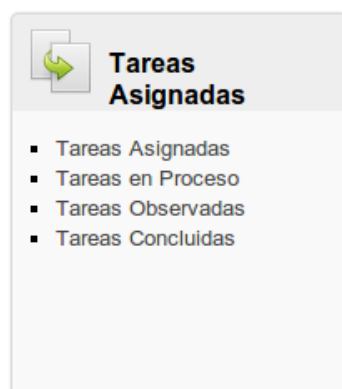 Tareas
Asignadas
Tareas Asignadas
Tareas en Proceso
Tareas Observadas
Tareas Concluidas